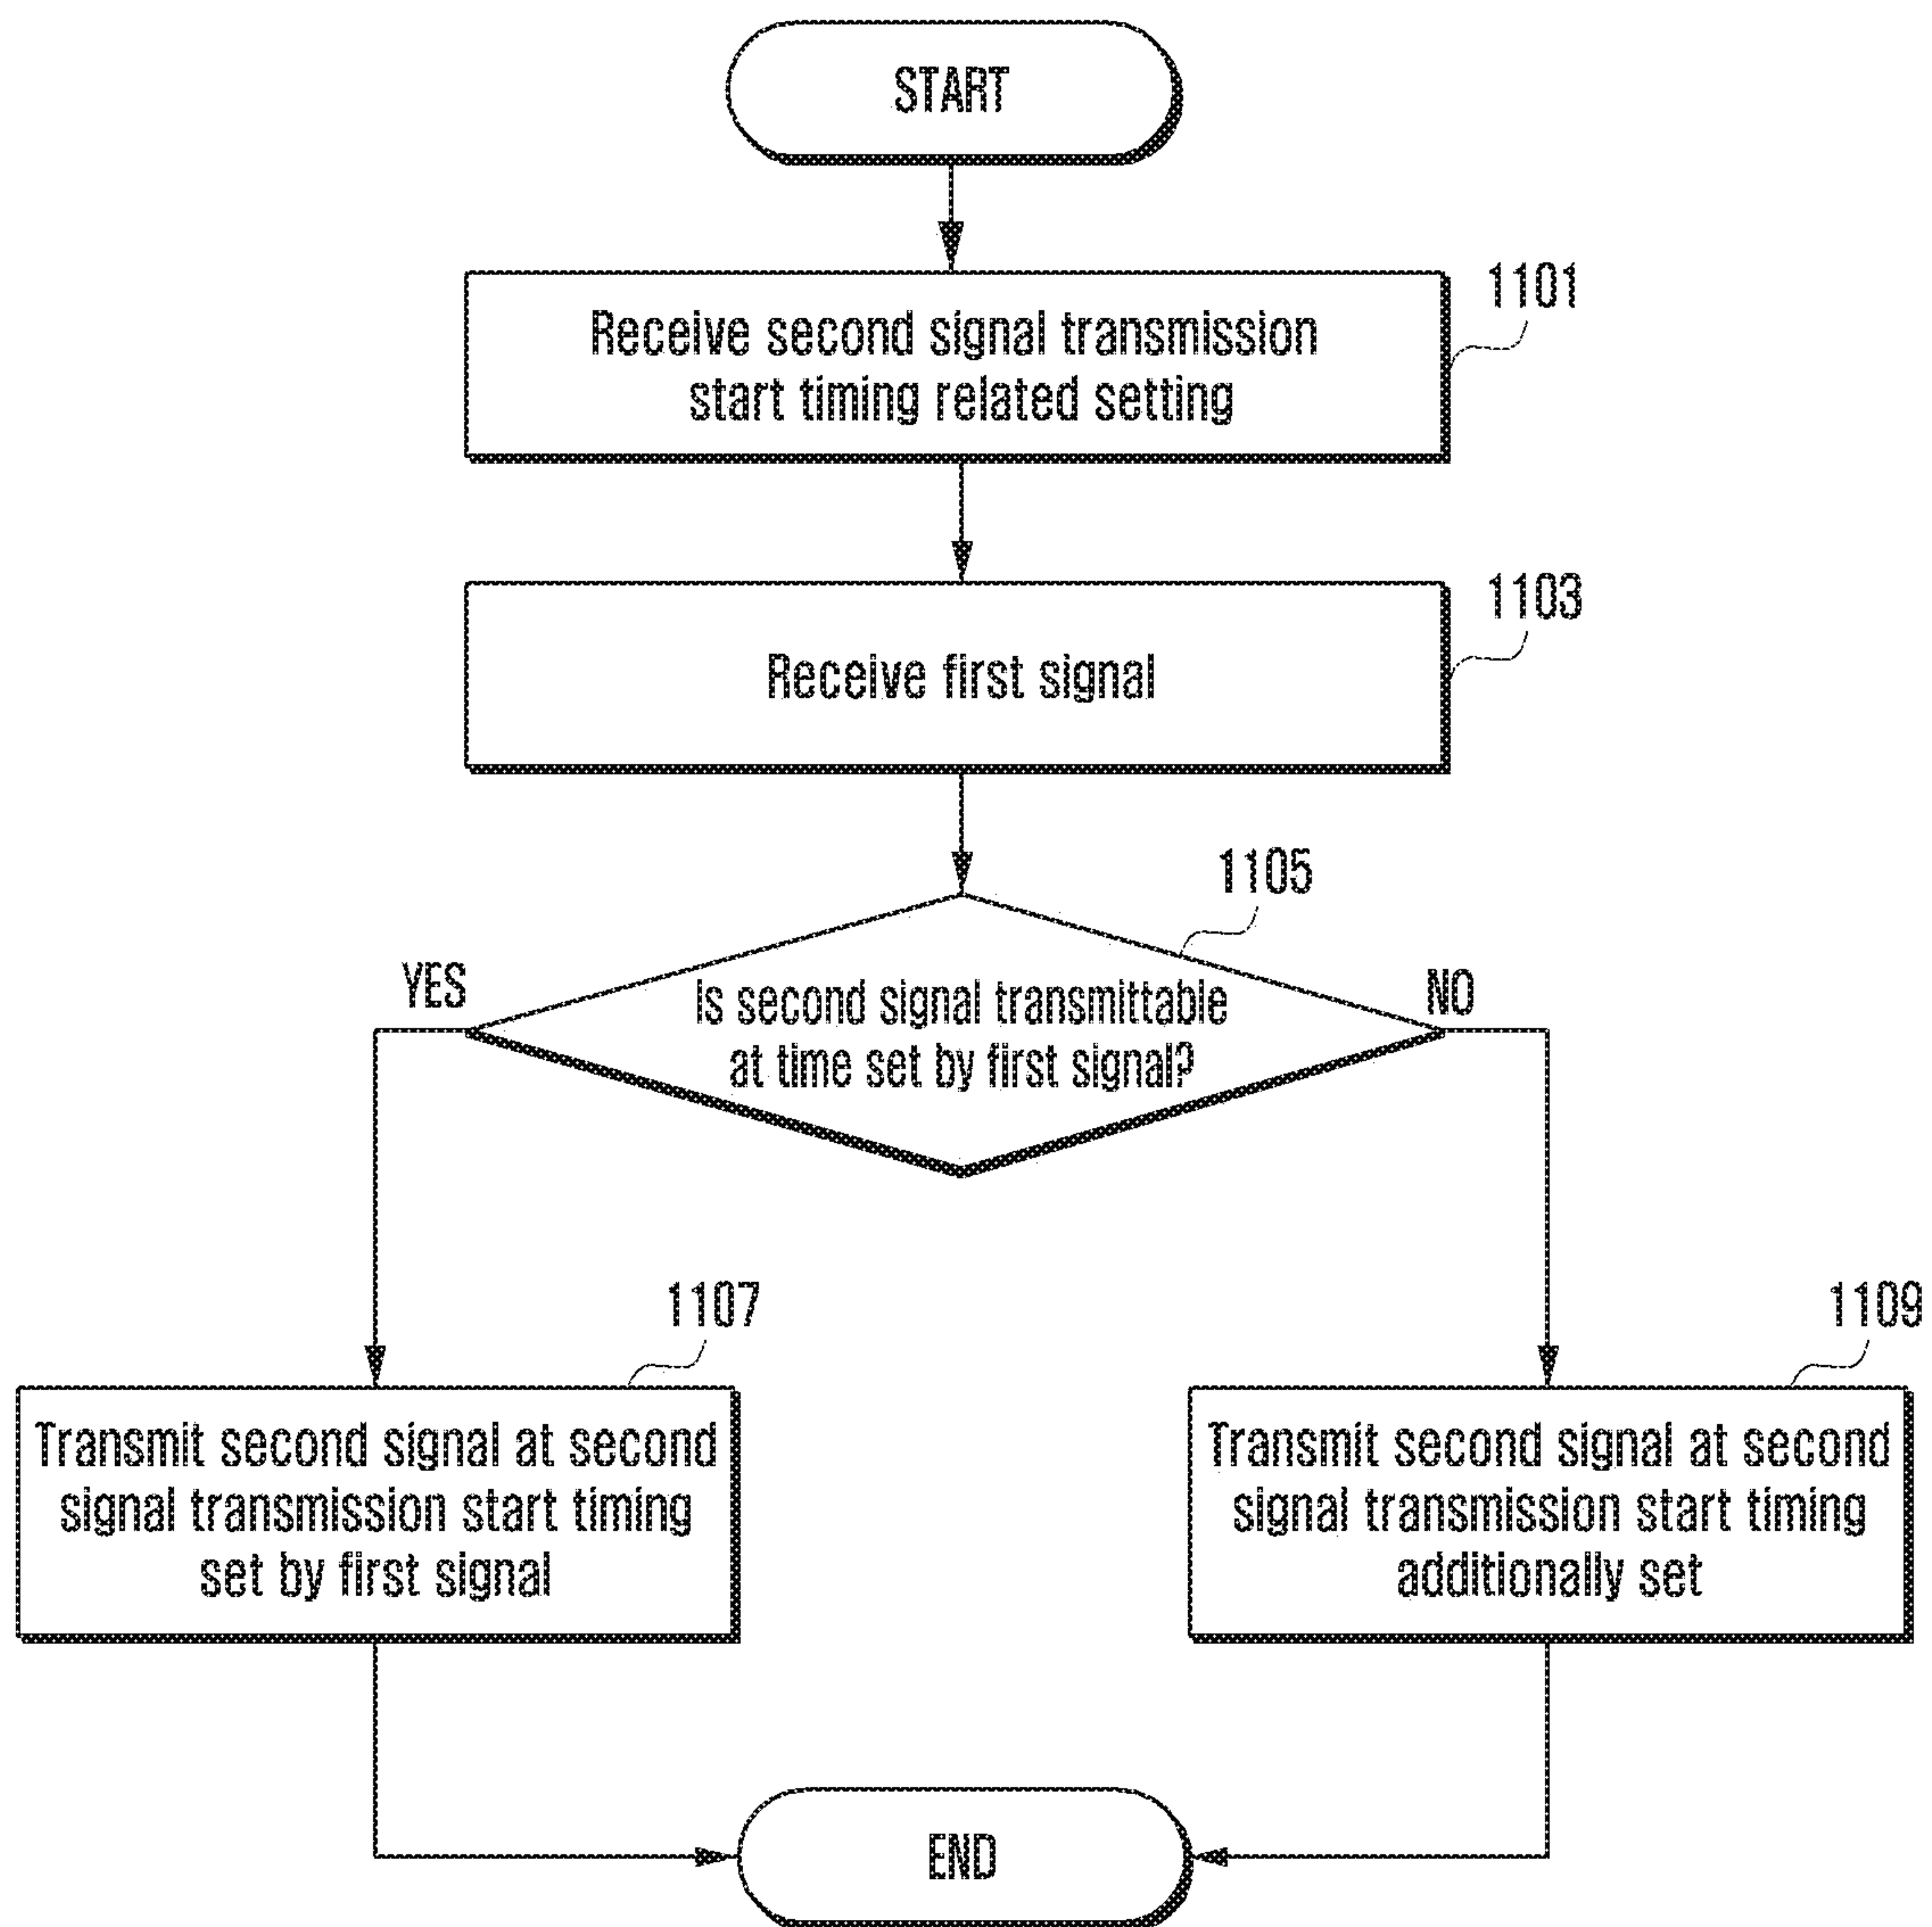 START
1101
Receive second signal transmission
start timing related setting
1103
Receive first signal
1105
YES
NO
Is second signal transmittable
at time set by first signal?
1107
1109
Transmit second signal at second
signal transmission start timing
set by first signal
Transmit second signal at second
signal transmission start timing
additionally set
END